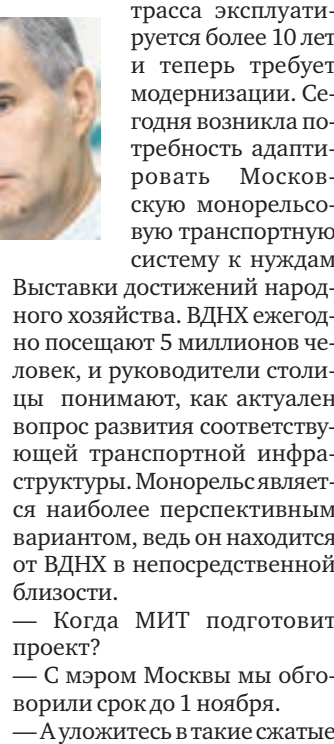 трасса эксплуати-
руется более 10 лет
и теперь требует
модернизации. Се-
годня возникла по-
требность адапти-
ровать Москов-
скую монорельсо-
вую транспортную
систему к нуждам
Выставки достижений народ-
ного хозяйства. ВДНХ ежегод-
но посещают 5 миллионов че-
ловек, и руководители столи-
цы понимают, как актуален
вопрос развития соответству-
ющей транспортной инфра-
структуры. Монорельс являет-
ся наиболее перспективным
вариантом, ведь он находится
от ВДНХ в непосредственной
близости.
— Когда МИТ подготовит
проект?
— С мэром Москвы мы обго-
ворили срок до 1 ноября.
— А уложитесь в такие сжатые